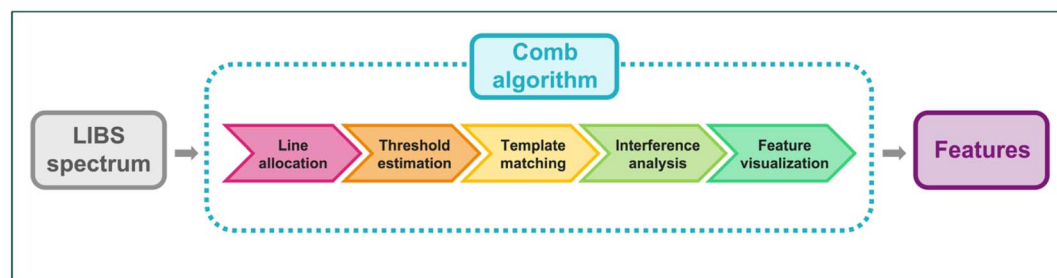 Comb
algorithm
LIBS
spectrum
Line
allocation
Threshold
estimation
Template
matching
Interference
analysis
Feature
visualization
Features